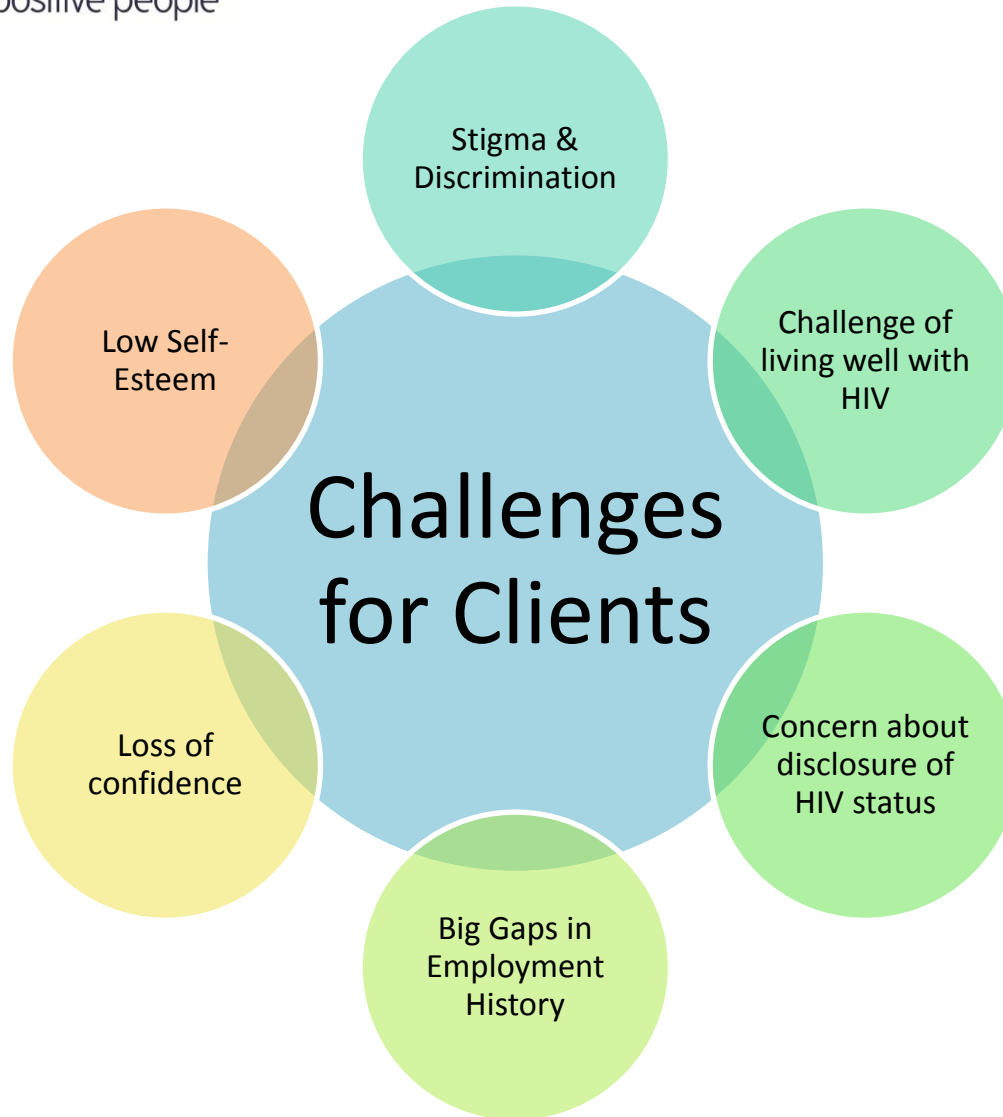 positive people
Stigma &
Discrimination
Challenge of
living well with
HIV
Low Self-
Esteem
Challenges
for Clients
Concern about
disclosure of
HIV status
Loss of
confidence
Big Gaps in
Employment
History